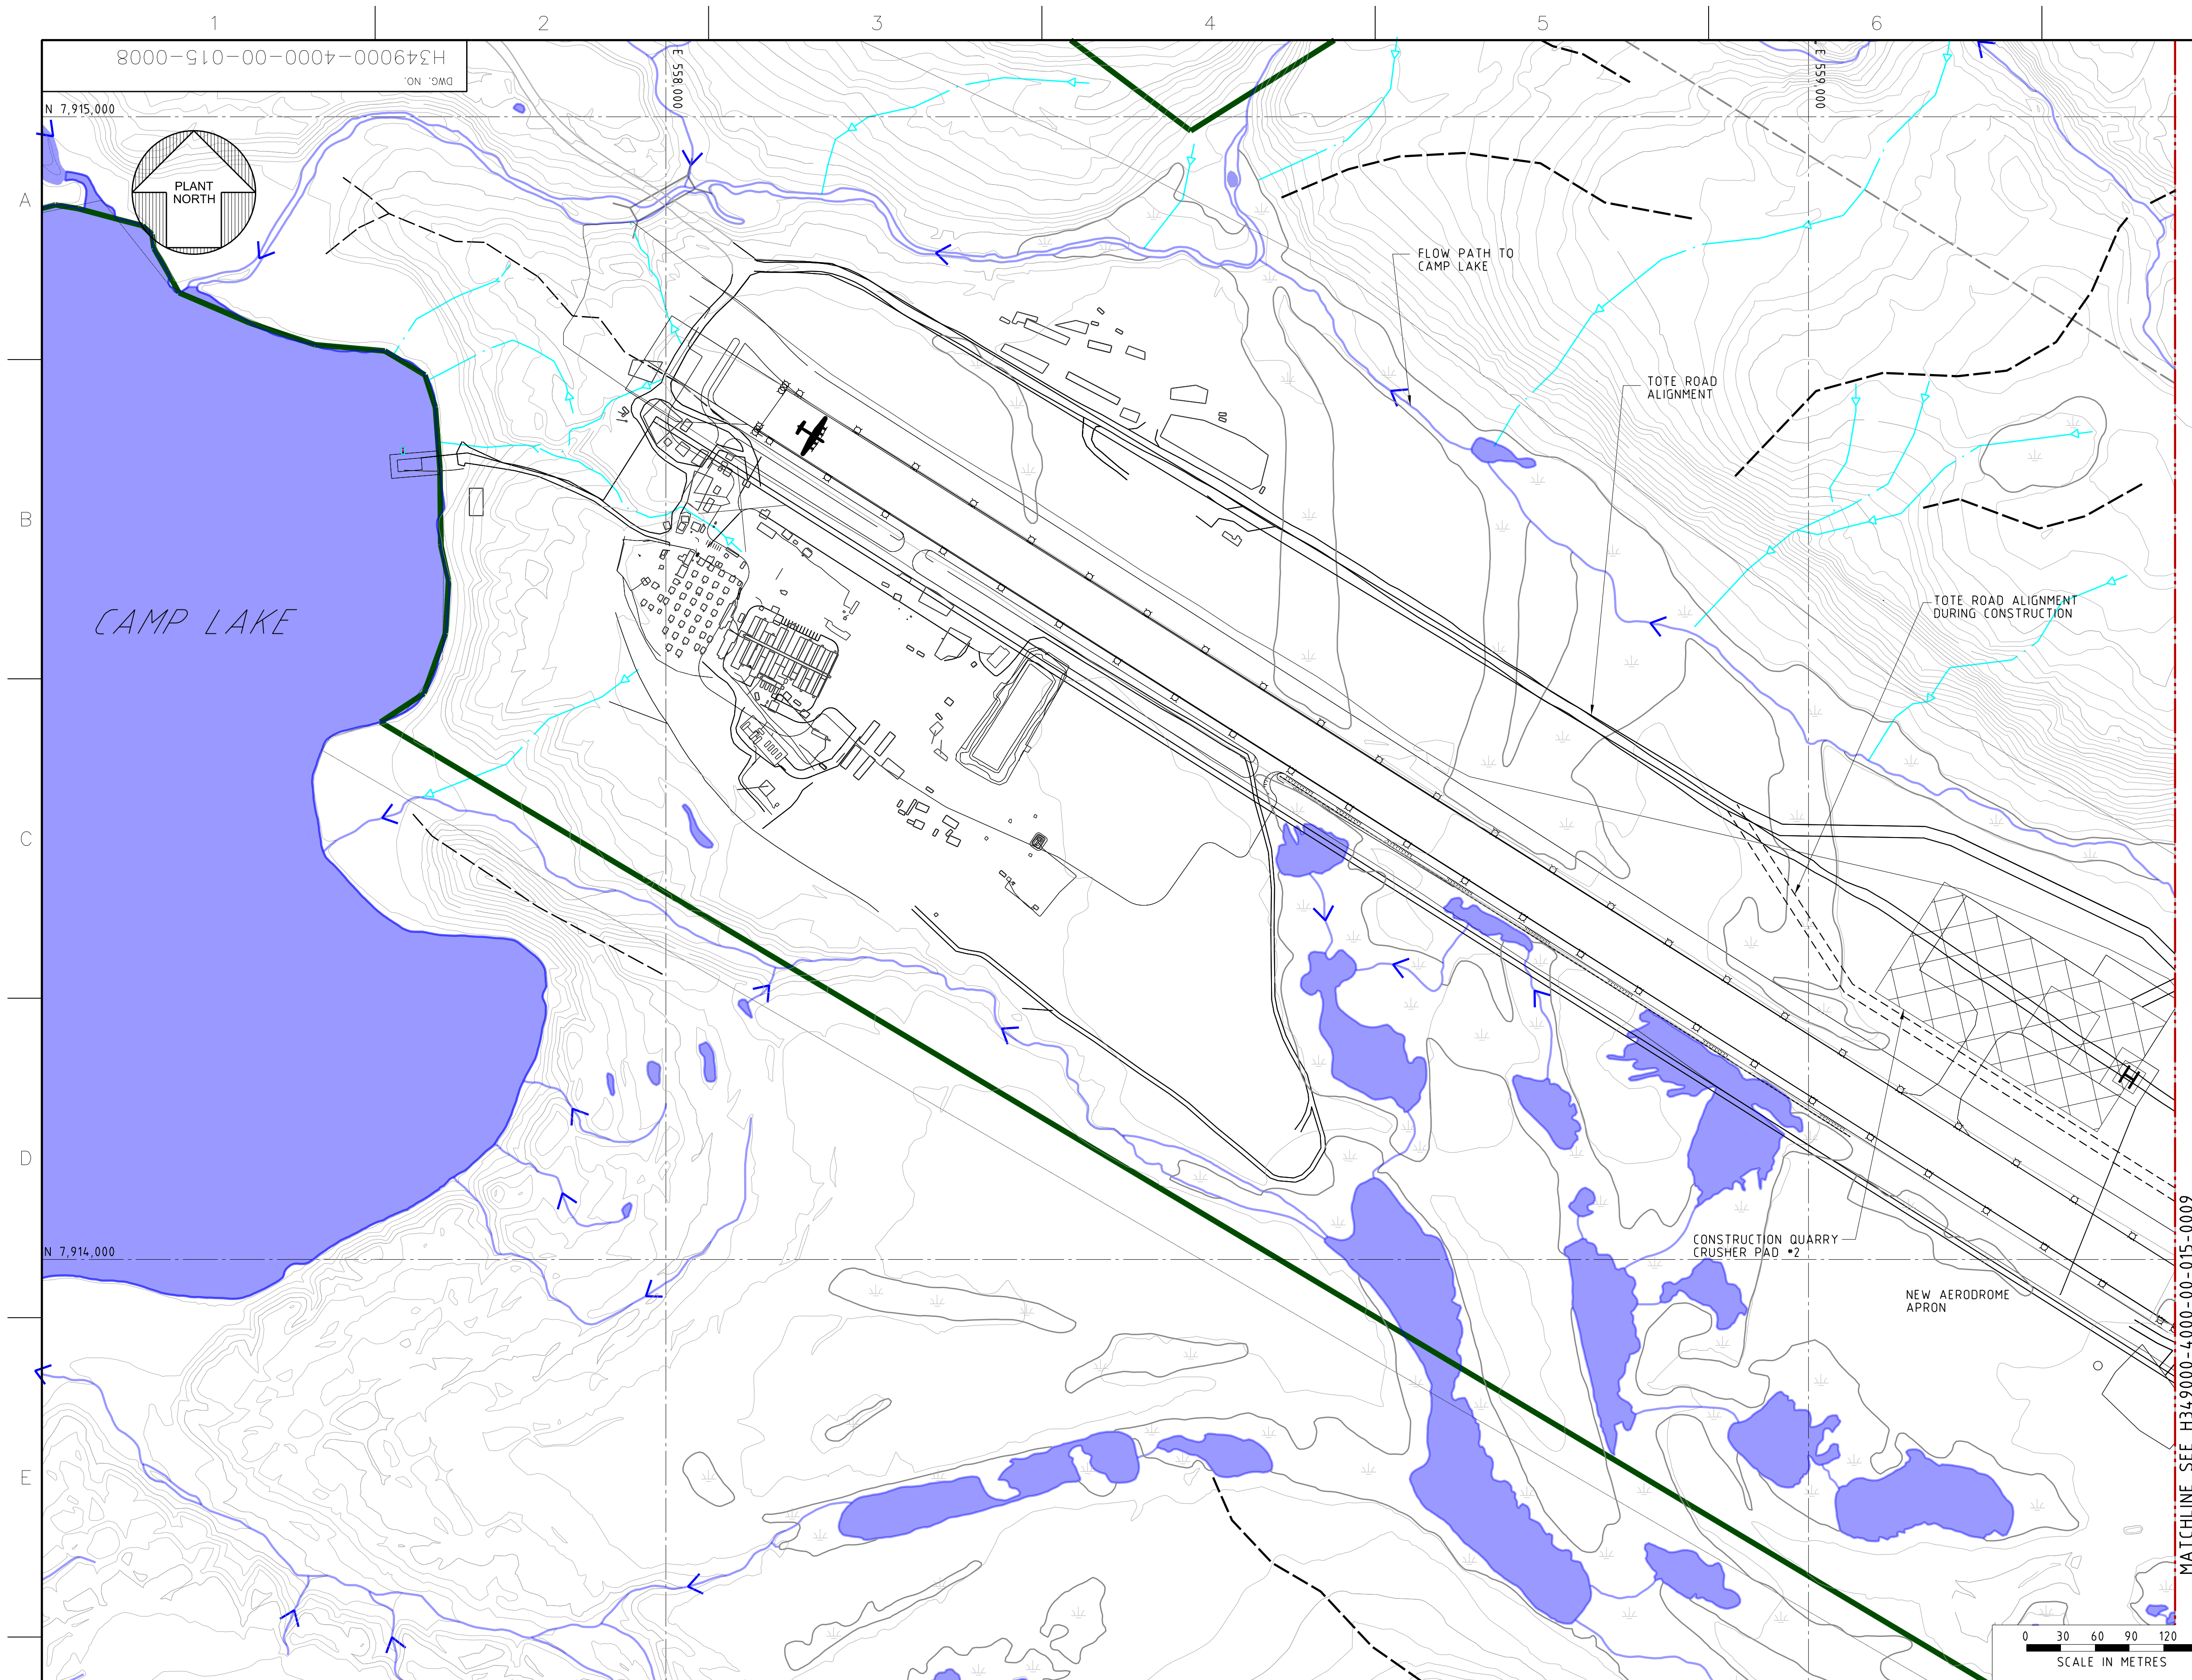 1 2 3 4 5 6
H349000-4000-00-015-0008
DWG. NO.
E 558,000
E 559,000
N 7,915,000
PLANT
NORTH
A
FLOW PATH TO
CAMP LAKE
TOTE ROAD
ALIGNMENT
B
TOTE ROAD ALIGNMENT
DURING CONSTRUCTION
CAMP LAKE
C
H
D
CONSTRUCTION QUARRY
CRUSHER PAD #2
N 7,914,000
NEW AERODROME
APRON
MATCHLINE SEE H349000-4000-00-015-0009
E
0 30 60 90 120
SCALE IN METRES